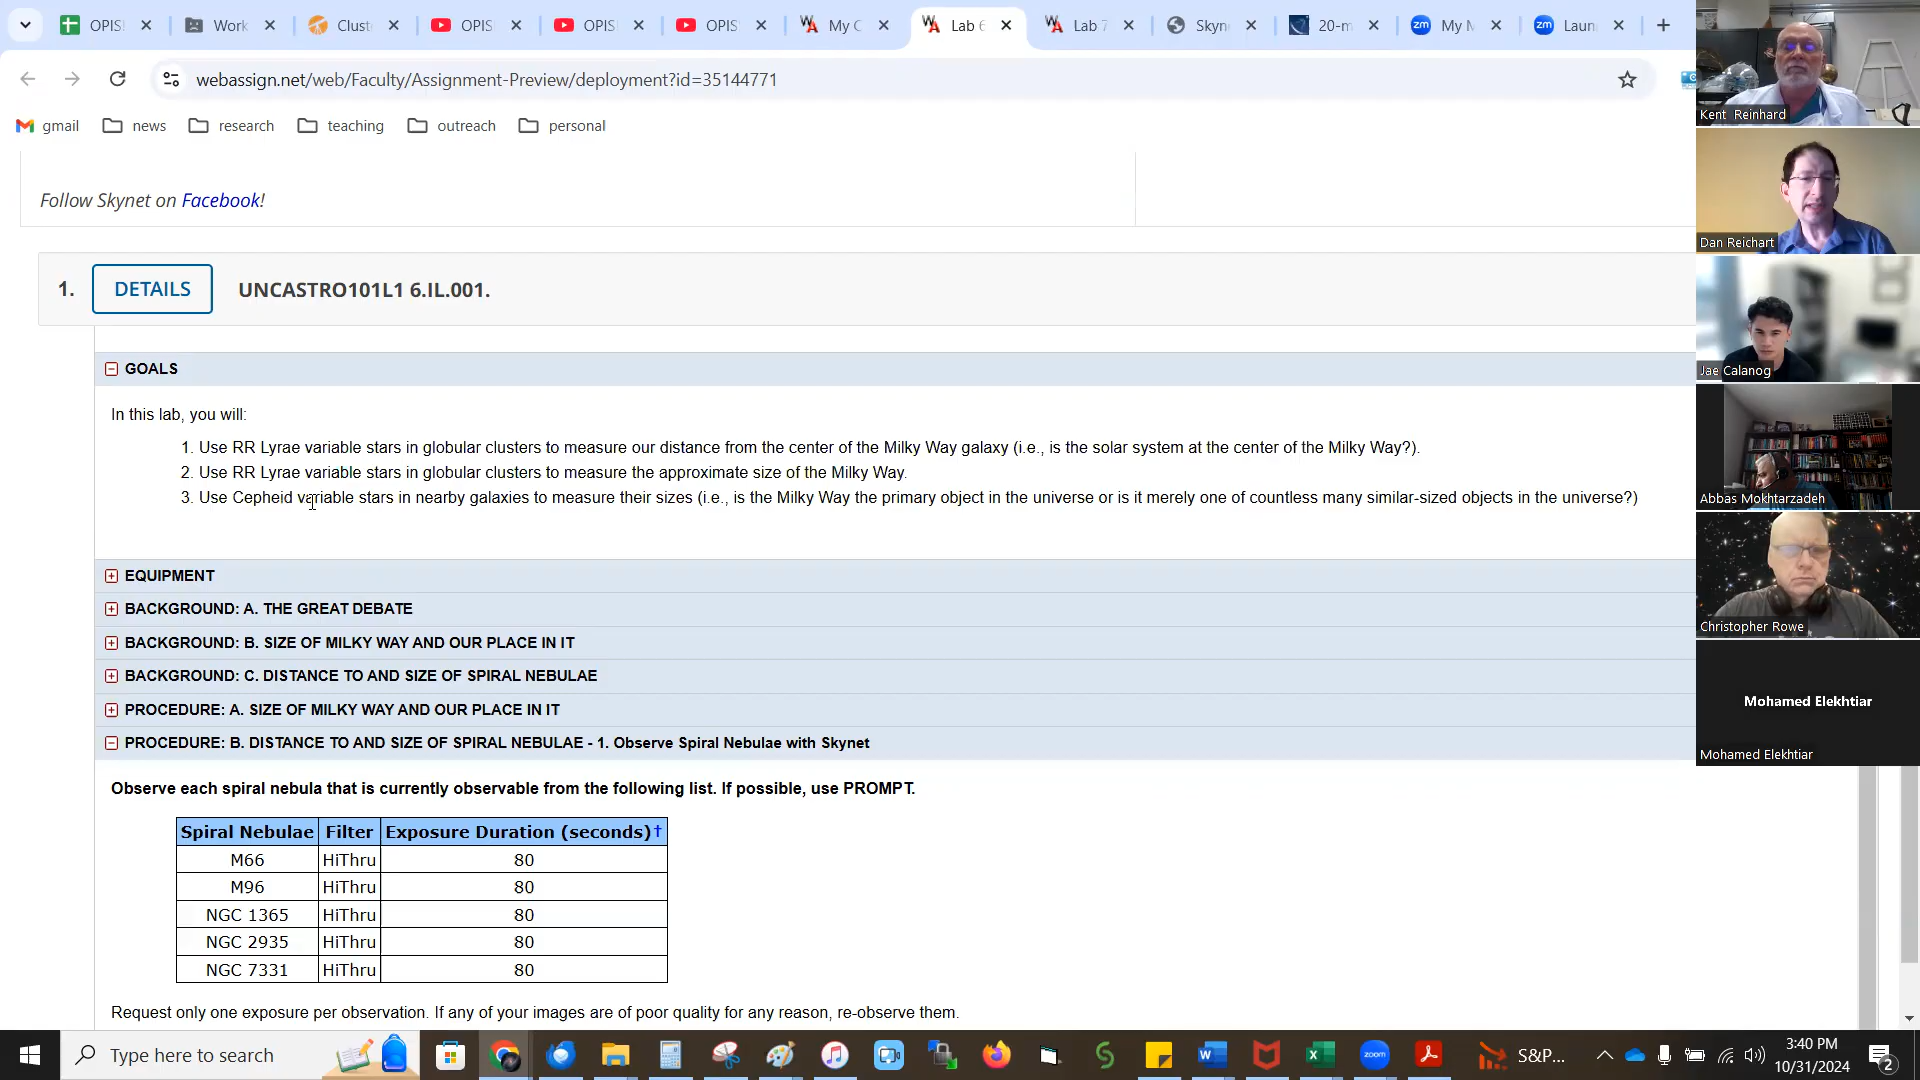 OPIS
Work
Clust
OPIS
OPIS
OPIS
My C
Lab 6
Lab 7
Skyn
20-m
My M
Laun
webassign.net/web/Faculty/Assignment-Preview/deployment?id=35144771
gmail
news
research
teaching
outreach
personal
Follow Skynet on Facebook!
1. DETAILS UNCASTRO101L1 6.IL.001.
GOALS
In this lab, you will:
1. Use RR Lyrae variable stars in globular clusters to measure our distance from the center of the Milky Way galaxy (i.e., is the solar system at the center of the Milky Way?).
2. Use RR Lyrae variable stars in globular clusters to measure the approximate size of the Milky Way.
3. Use Cepheid variable stars in nearby galaxies to measure their sizes (i.e., is the Milky Way the primary object in the universe or is it merely one of countless many similar-sized objects in the universe?)
EQUIPMENT
BACKGROUND: A. THE GREAT DEBATE
BACKGROUND: B. SIZE OF MILKY WAY AND OUR PLACE IN IT
BACKGROUND: C. DISTANCE TO AND SIZE OF SPIRAL NEBULAE
PROCEDURE: A. SIZE OF MILKY WAY AND OUR PLACE IN IT
PROCEDURE: B. DISTANCE TO AND SIZE OF SPIRAL NEBULAE - 1. Observe Spiral Nebulae with Skynet
Observe each spiral nebula that is currently observable from the following list. If possible, use PROMPT.
Spiral Nebulae Filter Exposure Duration (seconds)†
M66 HiThru 80
M96 HiThru 80
NGC 1365 HiThru 80
NGC 2935 HiThru 80
NGC 7331 HiThru 80
Request only one exposure per observation. If any of your images are of poor quality for any reason, re-observe them.
Kent Reinhard
Dan Reichart
Jae Calanog
Abbas Mokhtarzadeh
Christopher Rowe
Mohamed Elekhtiar
Mohamed Elekhtiar
Type here to search
zoom
S&P...
3:40 PM
10/31/2024
2